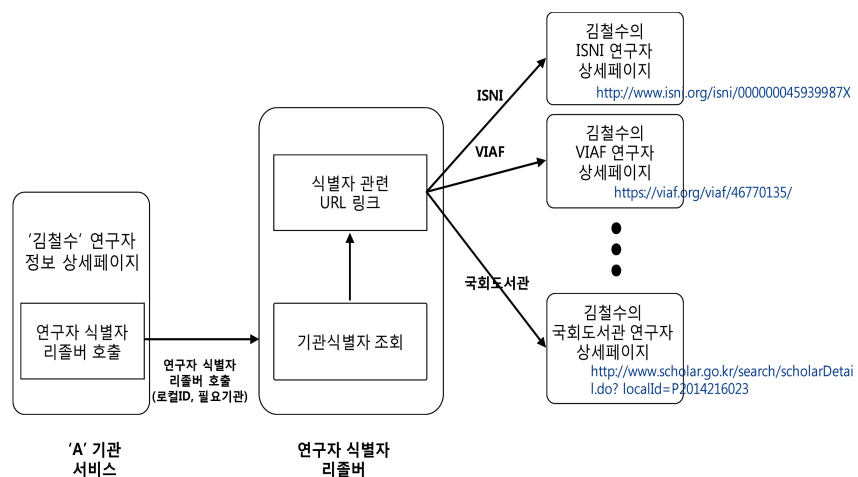 ‘김철수’ 연구자
정보 상세페이지
연구자 식별자
리졸버 호출
‘A’ 기관
서비스
연구자 식별자
리졸버 호출
(로컬ID, 필요기관)
식별자 관련
URL 링크
기관식별자 조회
연구자 식별자
리졸버
ISNI
VIAF
국회도서관
김철수의
ISNI 연구자
상세페이지
http://www.isni.org/isni/000000045939987X
김철수의
VIAF 연구자
상세페이지
https://viaf.org/viaf/46770135/
김철수의
국회도서관 연구자
상세페이지
http://www.scholar.go.kr/search/scholarDetai
l.do? localId=P2014216023